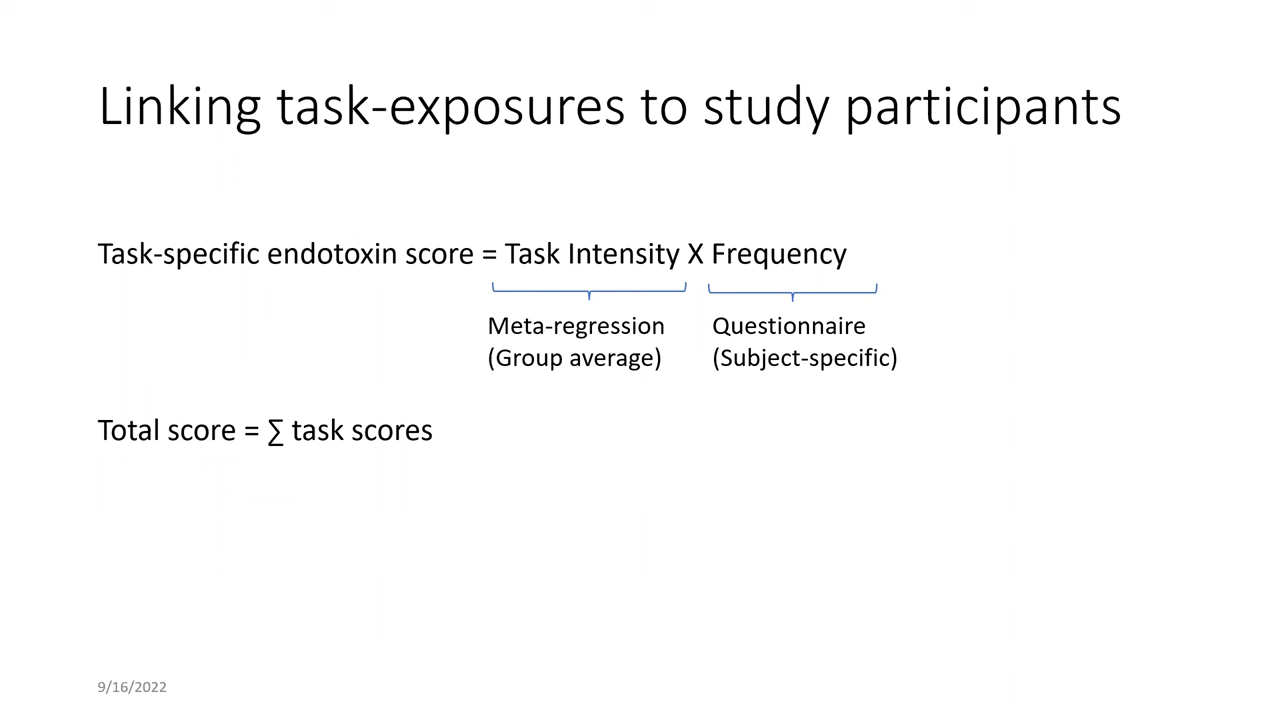 Linking task-exposures to study participants
Task-specific endotoxin score = Task Intensity X Frequency
Meta-regression
(Group average)
Questionnaire
(Subject-specific)
Total score = ∑ task scores
9/16/2022